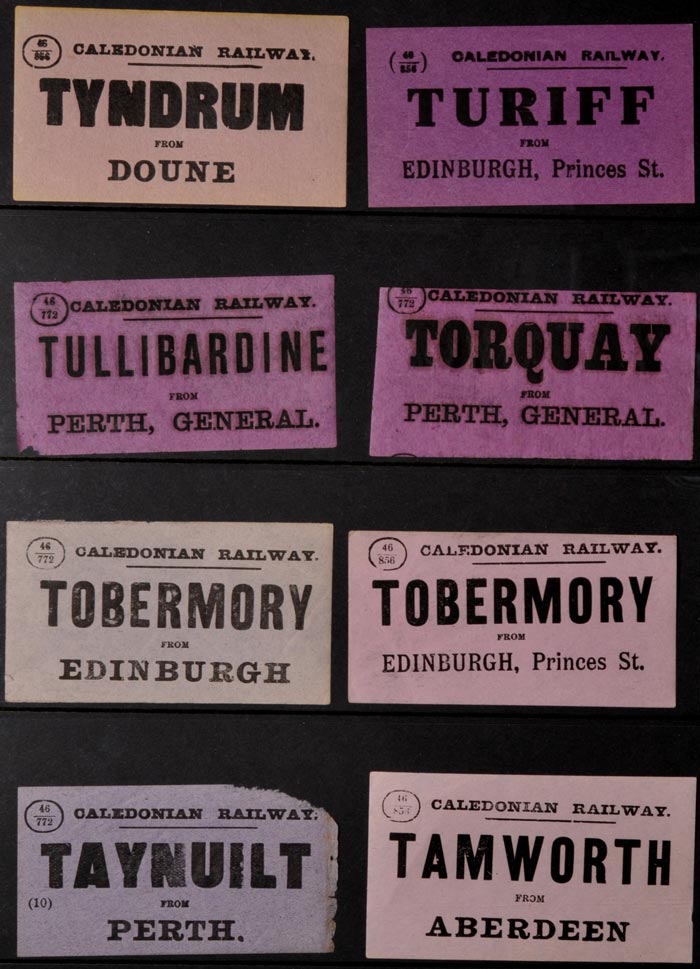 46
866
CALEDONIAN RAILWAY.
TYNDRUM
FROM
DOUNE
(46
856)
CALEDONIAN RAILWAY.
TURIFF
FROM
EDINBURGH, Princes St.
46
772
CALEDONIAN RAILWAY.
TULLIBARDINE
FROM
PERTH, GENERAL.
46
772
CALEDONIAN RAILWAY.
TORQUAY
FROM
PERTH, GENERAL.
46
772
CALEDONIAN RAILWAY.
TOBERMORY
FROM
EDINBURGH
46
856
CALEDONIAN RAILWAY.
TOBERMORY
FROM
EDINBURGH, Princes St.
46
772
CALEDONIAN RAILWAY.
TAYNUILT
(10)
FROM
PERTH.
46
CALEDONIAN RAILWAY.
TAMWORTH
FROM
ABERDEEN